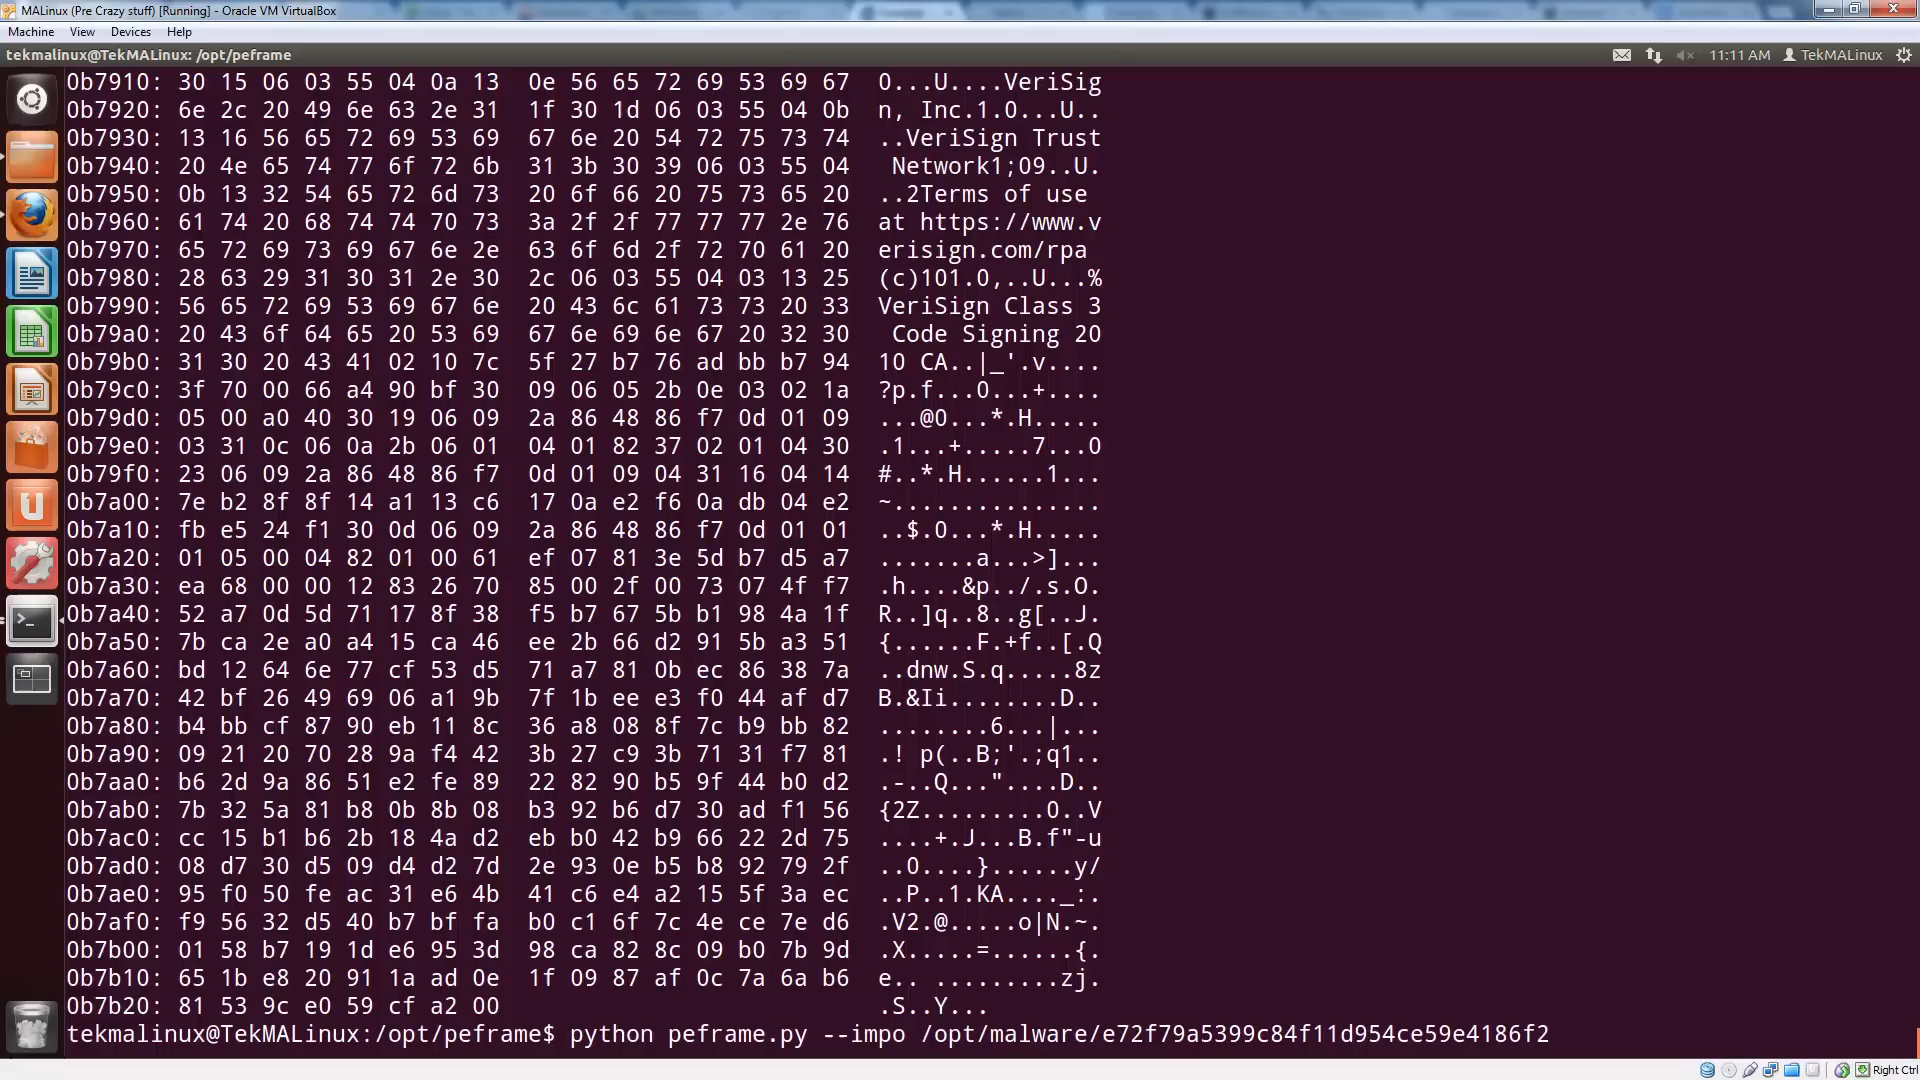 MALinux (Pre Crazy stuff) [Running] - Oracle VM VirtualBox
Machine View Devices Help
tekmalinux@TekMALinux: /opt/peframe 11:11 AM TekMALinux
0b7910: 30 15 06 03 55 04 0a 13 0e 56 65 72 69 53 69 67 0...U....VeriSig
0b7920: 6e 2c 20 49 6e 63 2e 31 1f 30 1d 06 03 55 04 0b n, Inc.1.0...U..
0b7930: 13 16 56 65 72 69 53 69 67 6e 20 54 72 75 73 74 ..VeriSign Trust
0b7940: 20 4e 65 74 77 6f 72 6b 31 3b 30 39 06 03 55 04 Network1;09..U.
0b7950: 0b 13 32 54 65 72 6d 73 20 6f 66 20 75 73 65 20 ..2Terms of use
0b7960: 61 74 20 68 74 74 70 73 3a 2f 2f 77 77 77 2e 76 at https://www.v
0b7970: 65 72 69 73 69 67 6e 2e 63 6f 6d 2f 72 70 61 20 erisign.com/rpa
0b7980: 28 63 29 31 30 31 2e 30 2c 06 03 55 04 03 13 25 (c)101.0,..U...%
0b7990: 56 65 72 69 53 69 67 6e 20 43 6c 61 73 73 20 33 VeriSign Class 3
0b79a0: 20 43 6f 64 65 20 53 69 67 6e 69 6e 67 20 32 30 Code Signing 20
0b79b0: 31 30 20 43 41 02 10 7c 5f 27 b7 76 ad bb b7 94 10 CA..|_'.v....
0b79c0: 3f 70 00 66 a4 90 bf 30 09 06 05 2b 0e 03 02 1a ?p.f...0...+....
0b79d0: 05 00 a0 40 30 19 06 09 2a 86 48 86 f7 0d 01 09 ...@0...*.H.....
0b79e0: 03 31 0c 06 0a 2b 06 01 04 01 82 37 02 01 04 30 .1...+.....7...0
0b79f0: 23 06 09 2a 86 48 86 f7 0d 01 09 04 31 16 04 14 #..*.H......1...
0b7a00: 7e b2 8f 8f 14 a1 13 c6 17 0a e2 f6 0a db 04 e2 ~...............
0b7a10: fb e5 24 f1 30 0d 06 09 2a 86 48 86 f7 0d 01 01 ..$.0...*.H.....
0b7a20: 01 05 00 04 82 01 00 61 ef 07 81 3e 5d b7 d5 a7 .......a...>]...
0b7a30: ea 68 00 00 12 83 26 70 85 00 2f 00 73 07 4f f7 .h....&p../.s.O.
0b7a40: 52 a7 0d 5d 71 17 8f 38 f5 b7 67 5b b1 98 4a 1f R..]q..8..g[..J.
0b7a50: 7b ca 2e a0 a4 15 ca 46 ee 2b 66 d2 91 5b a3 51 {......F.+f..[.Q
0b7a60: bd 12 64 6e 77 cf 53 d5 71 a7 81 0b ec 86 38 7a ..dnw.S.q.....8z
0b7a70: 42 bf 26 49 69 06 a1 9b 7f 1b ee e3 f0 44 af d7 B.&Ii........D..
0b7a80: b4 bb cf 87 90 eb 11 8c 36 a8 08 8f 7c b9 bb 82 ........6...|...
0b7a90: 09 21 20 70 28 9a f4 42 3b 27 c9 3b 71 31 f7 81 .! p(..B;'.;q1..
0b7aa0: b6 2d 9a 86 51 e2 fe 89 22 82 90 b5 9f 44 b0 d2 .-..Q..."....D..
0b7ab0: 7b 32 5a 81 b8 0b 8b 08 b3 92 b6 d7 30 ad f1 56 {2Z.........0..V
0b7ac0: cc 15 b1 b6 2b 18 4a d2 eb b0 42 b9 66 22 2d 75 ....+.J...B.f"-u
0b7ad0: 08 d7 30 d5 09 d4 d2 7d 2e 93 0e b5 b8 92 79 2f ..0....}......y/
0b7ae0: 95 f0 50 fe ac 31 e6 4b 41 c6 e4 a2 15 5f 3a ec ..P..1.KA...._:.
0b7af0: f9 56 32 d5 40 b7 bf fa b0 c1 6f 7c 4e ce 7e d6 .V2.@.....o|N.~.
0b7b00: 01 58 b7 19 1d e6 95 3d 98 ca 82 8c 09 b0 7b 9d .X.....=......{.
0b7b10: 65 1b e8 20 91 1a ad 0e 1f 09 87 af 0c 7a 6a b6 e.. .........zj.
0b7b20: 81 53 9c e0 59 cf a2 00 .S..Y...
tekmalinux@TekMALinux:/opt/peframe$ python peframe.py --impo /opt/malware/e72f79a5399c84f11d954ce59e4186f2
Right Ctrl